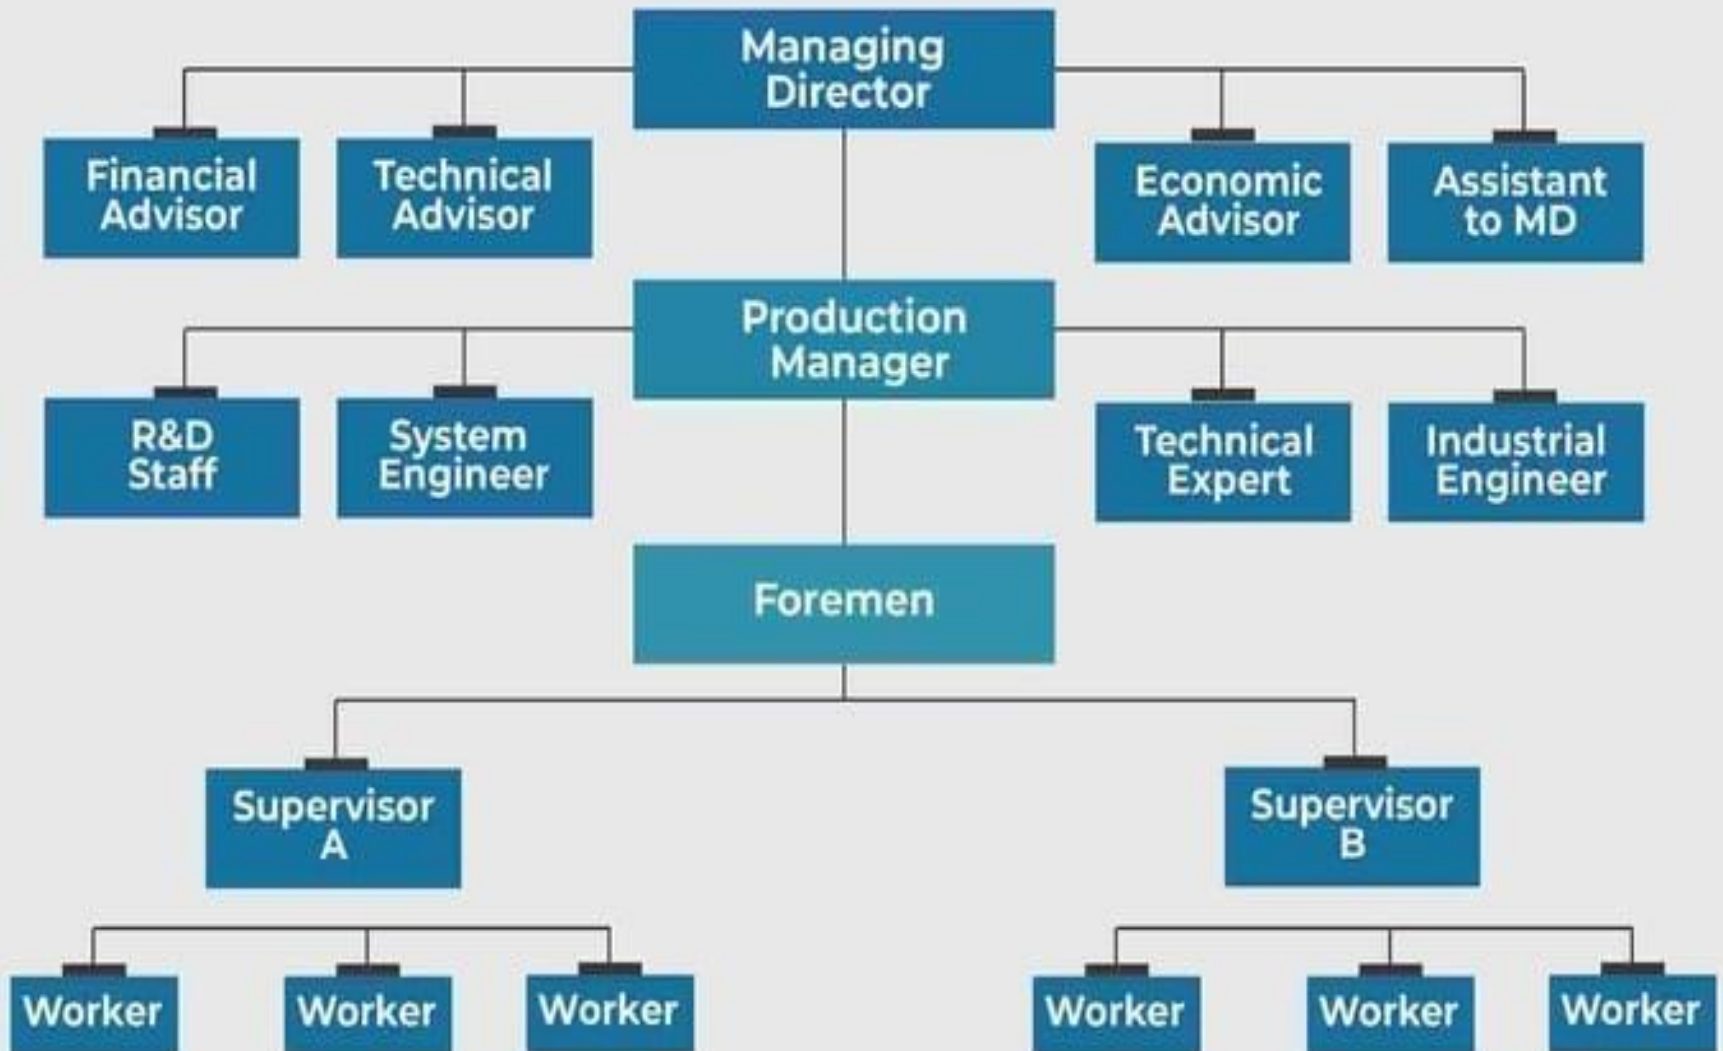 Managing
Director
Financial
Advisor
Technical
Advisor
Economic
Advisor
Assistant
to MD
Production
Manager
R&D
Staff
System
Engineer
Technical
Expert
Industrial
Engineer
Foremen
Supervisor
A
Supervisor
B
Worker
Worker
Worker
Worker
Worker
Worker